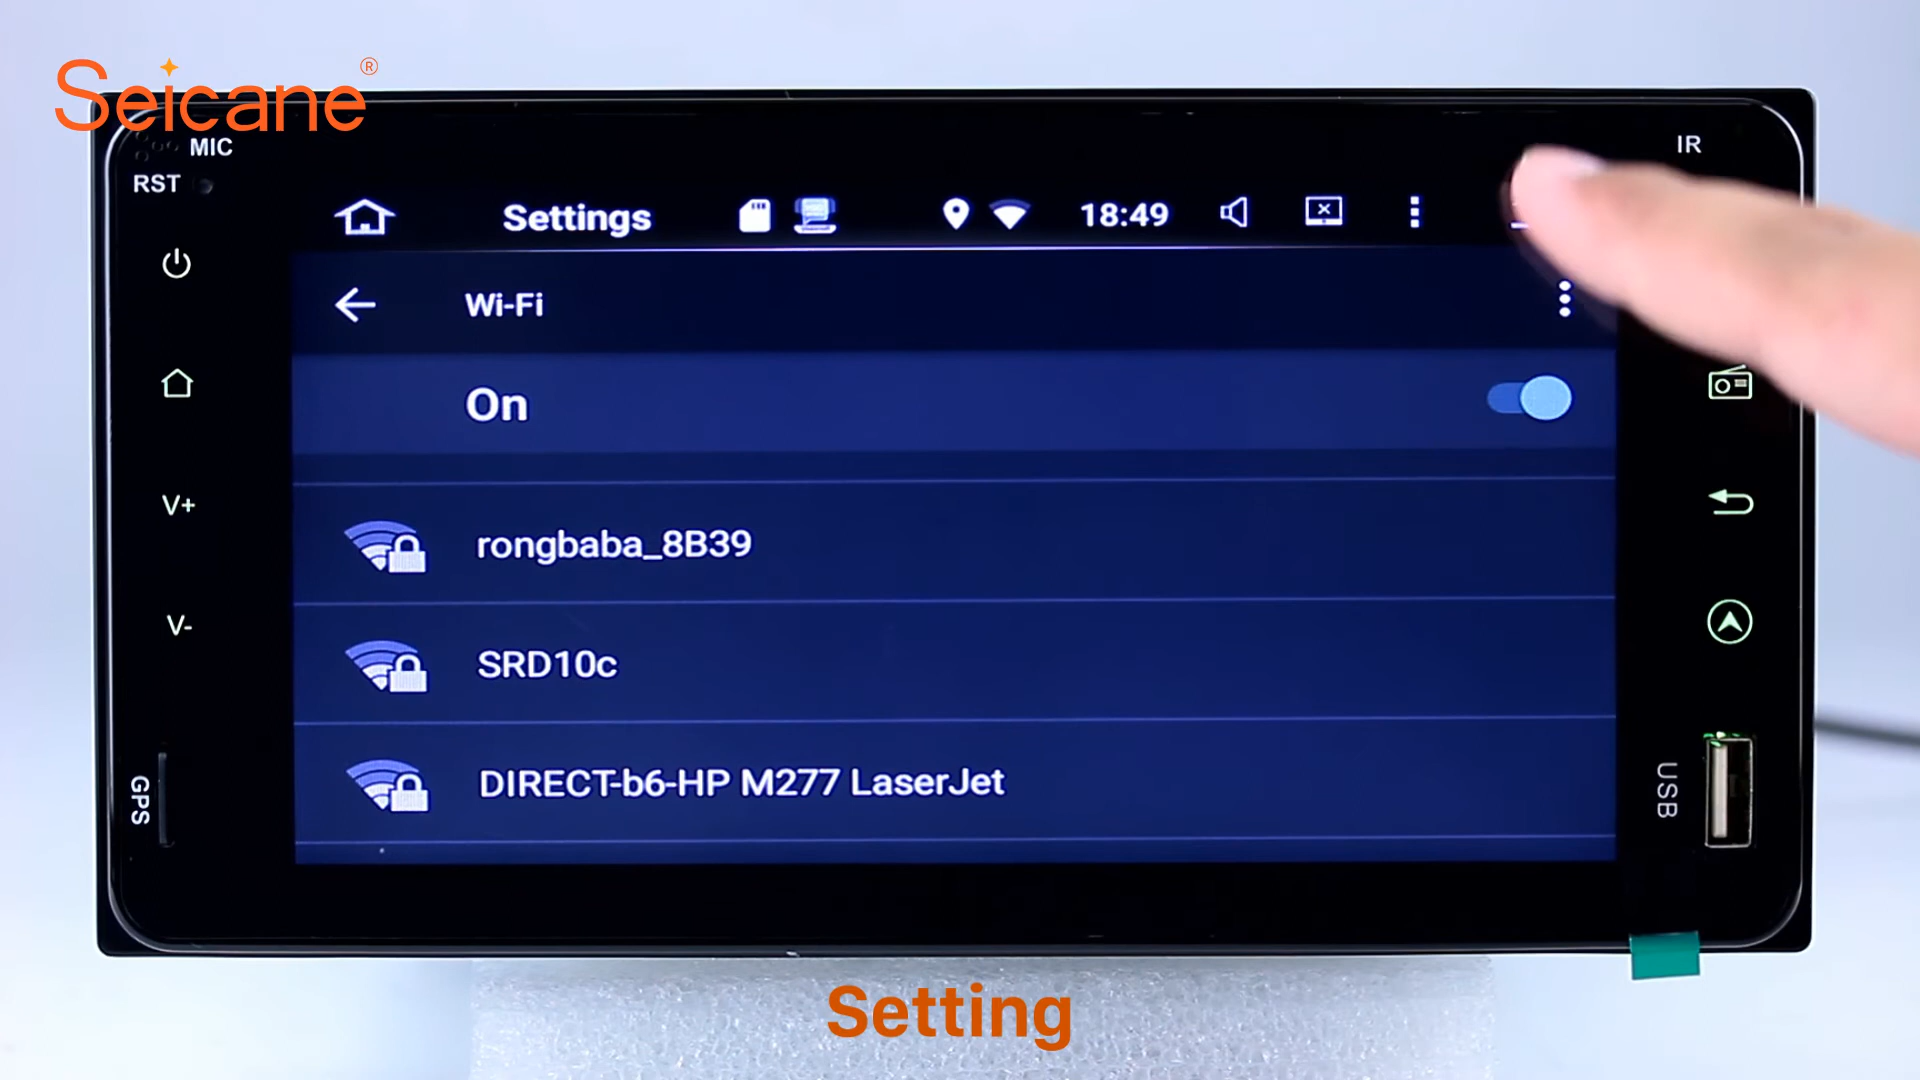 Seicane®
MIC
IR
RST
Settings
18:49
Wi-Fi
On
V+
rongbaba_8B39
V-
SRD10c
DIRECT-b6-HP M277 LaserJet
GPS
USB
Setting